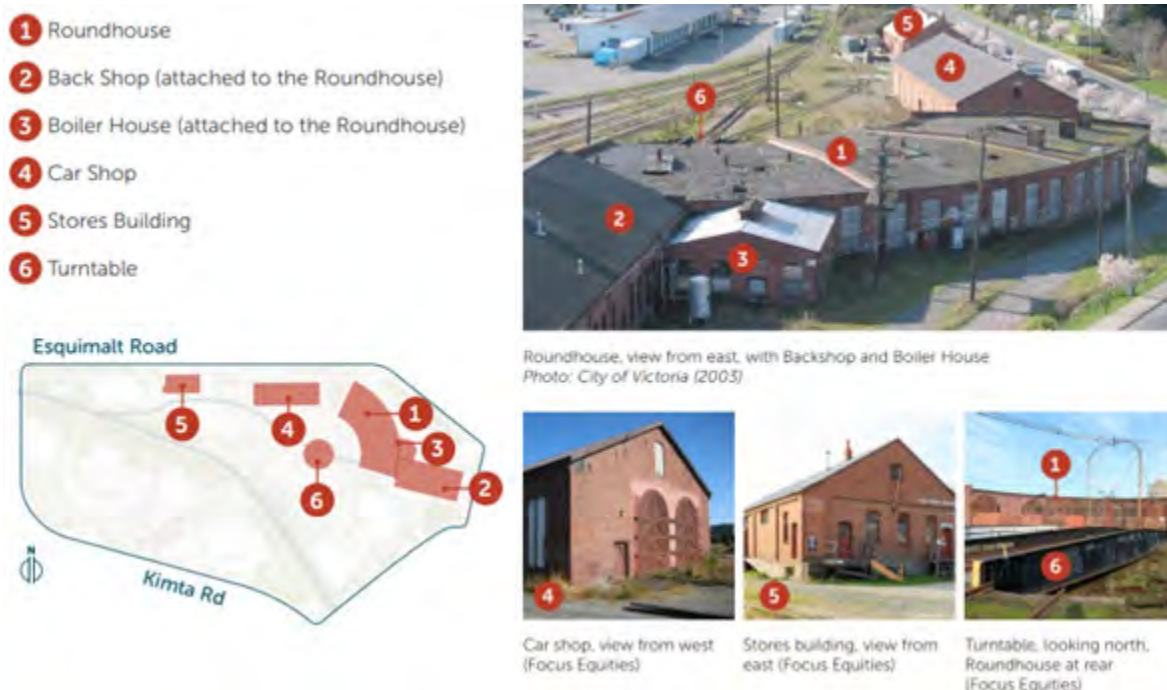 1 Roundhouse
2 Back Shop (attached to the Roundhouse)
3 Boiler House (attached to the Roundhouse)
4 Car Shop
5 Stores Building
6 Turntable
5
4
6
1
2
3
Roundhouse, view from east, with Backshop and Boiler House
Photo: City of Victoria (2003)
Esquimalt Road
1
5
4
3
6
2
N
Kimta Rd
4
5
1
6
Car shop, view from west
(Focus Equities)
Stores building, view from
east (Focus Equities)
Turntable, looking north,
Roundhouse at rear
(Focus Equities)